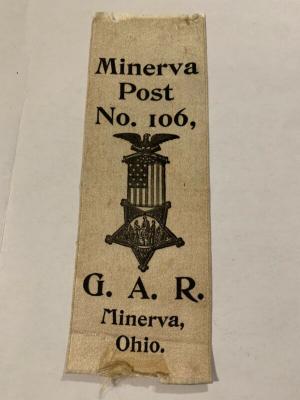 Minerva
Post
No. 106,
G. A. R.
Minerva,
Ohio.